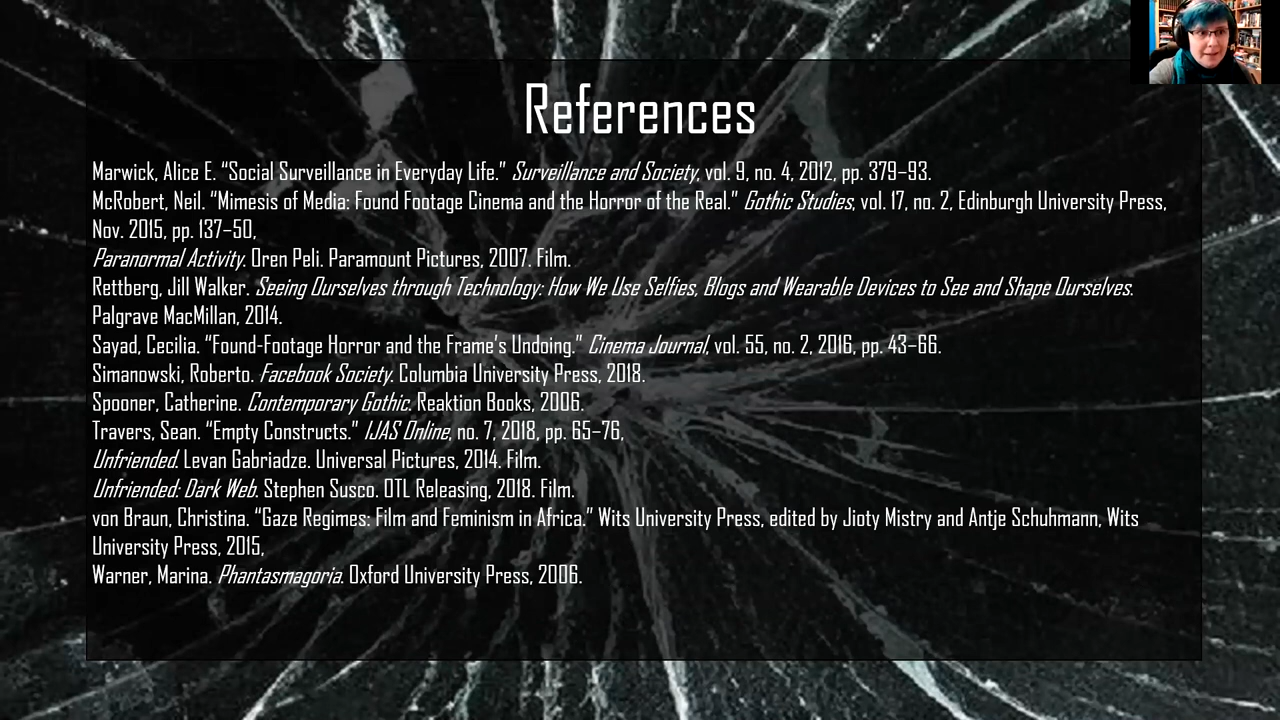 References
Marwick, Alice E. “Social Surveillance in Everyday Life.” Surveillance and Society, vol. 9, no. 4, 2012, pp. 379–93.
McRobert, Neil. “Mimesis of Media: Found Footage Cinema and the Horror of the Real.” Gothic Studies, vol. 17, no. 2, Edinburgh University Press,
Nov. 2015, pp. 137–50,
Paranormal Activity. Oren Peli. Paramount Pictures, 2007. Film.
Rettberg, Jill Walker. Seeing Ourselves through Technology: How We Use Selfies, Blogs and Wearable Devices to See and Shape Ourselves.
Palgrave MacMillan, 2014.
Sayad, Cecilia. “Found-Footage Horror and the Frame’s Undoing.” Cinema Journal, vol. 55, no. 2, 2016, pp. 43–66.
Simanowski, Roberto. Facebook Society. Columbia University Press, 2018.
Spooner, Catherine. Contemporary Gothic. Reaktion Books, 2006.
Travers, Sean. “Empty Constructs.” IJAS Online, no. 7, 2018, pp. 65–76,
Unfriended. Levan Gabriadze. Universal Pictures, 2014. Film.
Unfriended: Dark Web. Stephen Susco. OTL Releasing, 2018. Film.
von Braun, Christina. “Gaze Regimes: Film and Feminism in Africa.” Wits University Press, edited by Jioty Mistry and Antje Schuhmann, Wits
University Press, 2015,
Warner, Marina. Phantasmagoria. Oxford University Press, 2006.